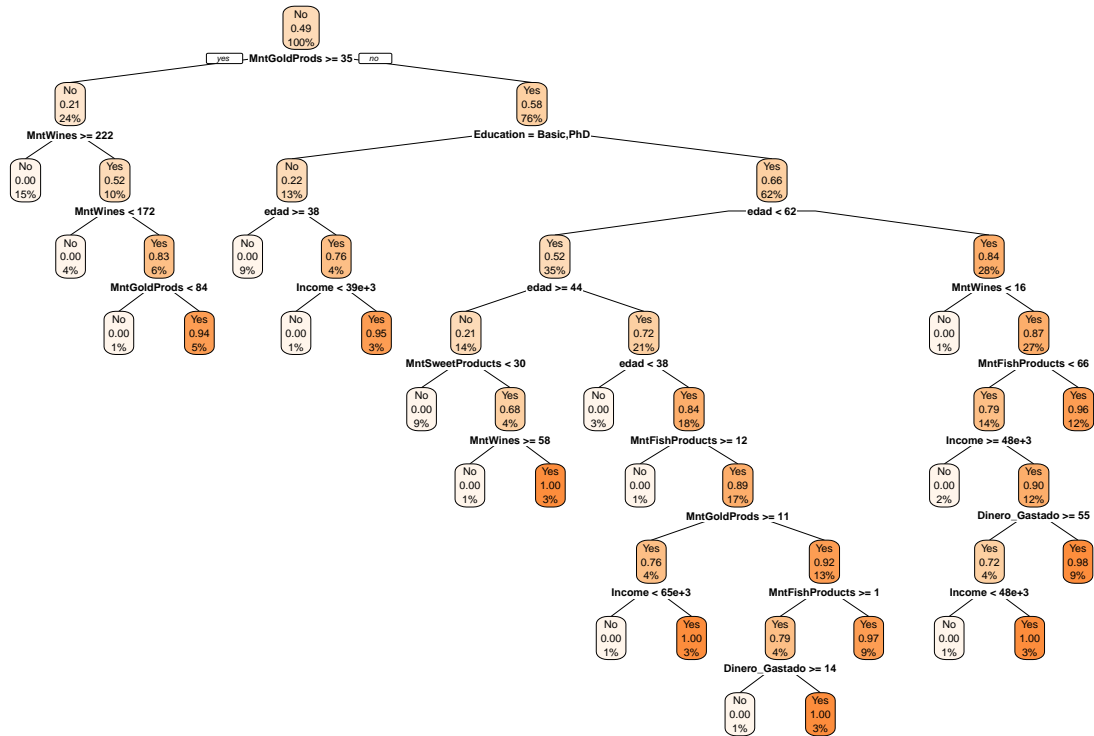 No
0.49
100%
yes MntGoldProds >= 35 no
No Yes
0.21 0.58
24% 76%
MntWines >= 222 Education = Basic,PhD
No Yes No Yes
0.00 0.52 0.22 0.66
15% 10% 13% 62%
MntWines < 172 edad >= 38 edad < 62
No Yes No Yes Yes Yes
0.00 0.83 0.00 0.76 0.52 0.84
4% 6% 9% 4% 35% 28%
MntGoldProds < 84 Income < 39e+3 edad >= 44 MntWines < 16
No Yes No Yes No Yes No Yes
0.00 0.94 0.00 0.95 0.21 0.72 0.00 0.87
1% 5% 1% 3% 14% 21% 1% 27%
MntSweetProducts < 30 edad < 38 MntFishProducts < 66
No Yes No Yes Yes Yes
0.00 0.68 0.00 0.84 0.79 0.96
9% 4% 3% 18% 14% 12%
MntWines >= 58 MntFishProducts >= 12 Income >= 48e+3
No Yes No Yes No Yes
0.00 1.00 0.00 0.89 0.00 0.90
1% 3% 1% 17% 2% 12%
MntGoldProds >= 11 Dinero_Gastado >= 55
Yes Yes Yes Yes
0.76 0.92 0.72 0.98
4% 13% 4% 9%
Income < 65e+3 MntFishProducts >= 1 Income < 48e+3
No Yes Yes Yes No Yes
0.00 1.00 0.79 0.97 0.00 1.00
1% 3% 4% 9% 1% 3%
Dinero_Gastado >= 14
No Yes
0.00 1.00
1% 3%